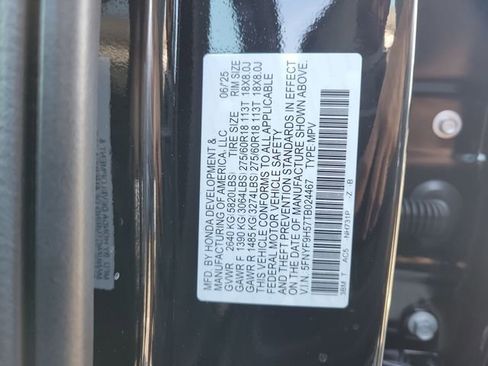 MFD. BY HONDA DEVELOPMENT &
MANUFACTURING OF AMERICA, LLC. 06/25
GVWR 2640 KG(5820LBS) TIRE SIZE RIM SIZE
GAWR F 1390 KG(3064LBS) 275/60R18 113T 18X8.0J
GAWR R 1485 KG(3274LBS) 275/60R18 113T 18X8.0J
THIS VEHICLE CONFORMS TO ALL APPLICABLE
FEDERAL MOTOR VEHICLE SAFETY
AND THEFT PREVENTION STANDARDS IN EFFECT
ON THE DATE OF MANUFACTURE SHOWN ABOVE.
V.I.N. 5FNYF9H57TB024467 TYPE: MPV
3BM T AC5 NH731P / B